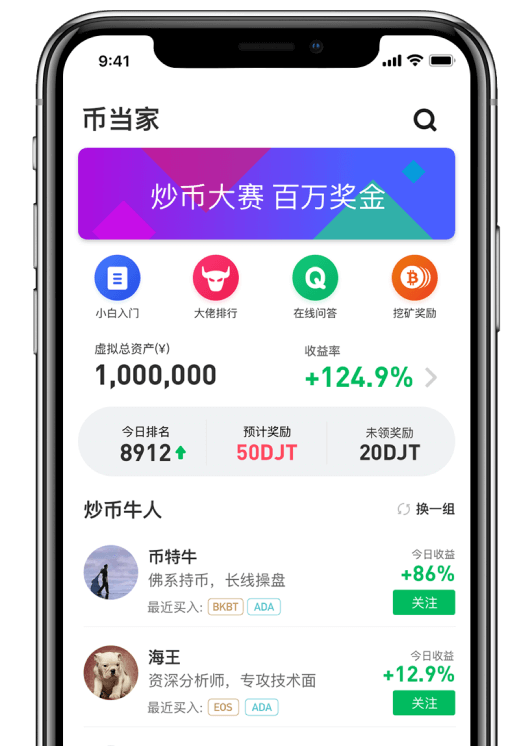 9:41
币当家
炒币大赛 百万奖金
小白入门 大佬排行 在线问答 挖矿奖励
虚拟总资产(¥) 收益率
1,000,000 +124.9%
今日排名 预计奖励 未领奖励
8912 50DJT 20DJT
炒币牛人 换一组
币特牛 今日收益
佛系持币，长线操盘 +86%
最近买入: BKBT ADA 关注
海王 今日收益
资深分析师，专攻技术面 +12.9%
最近买入: EOS ADA 关注